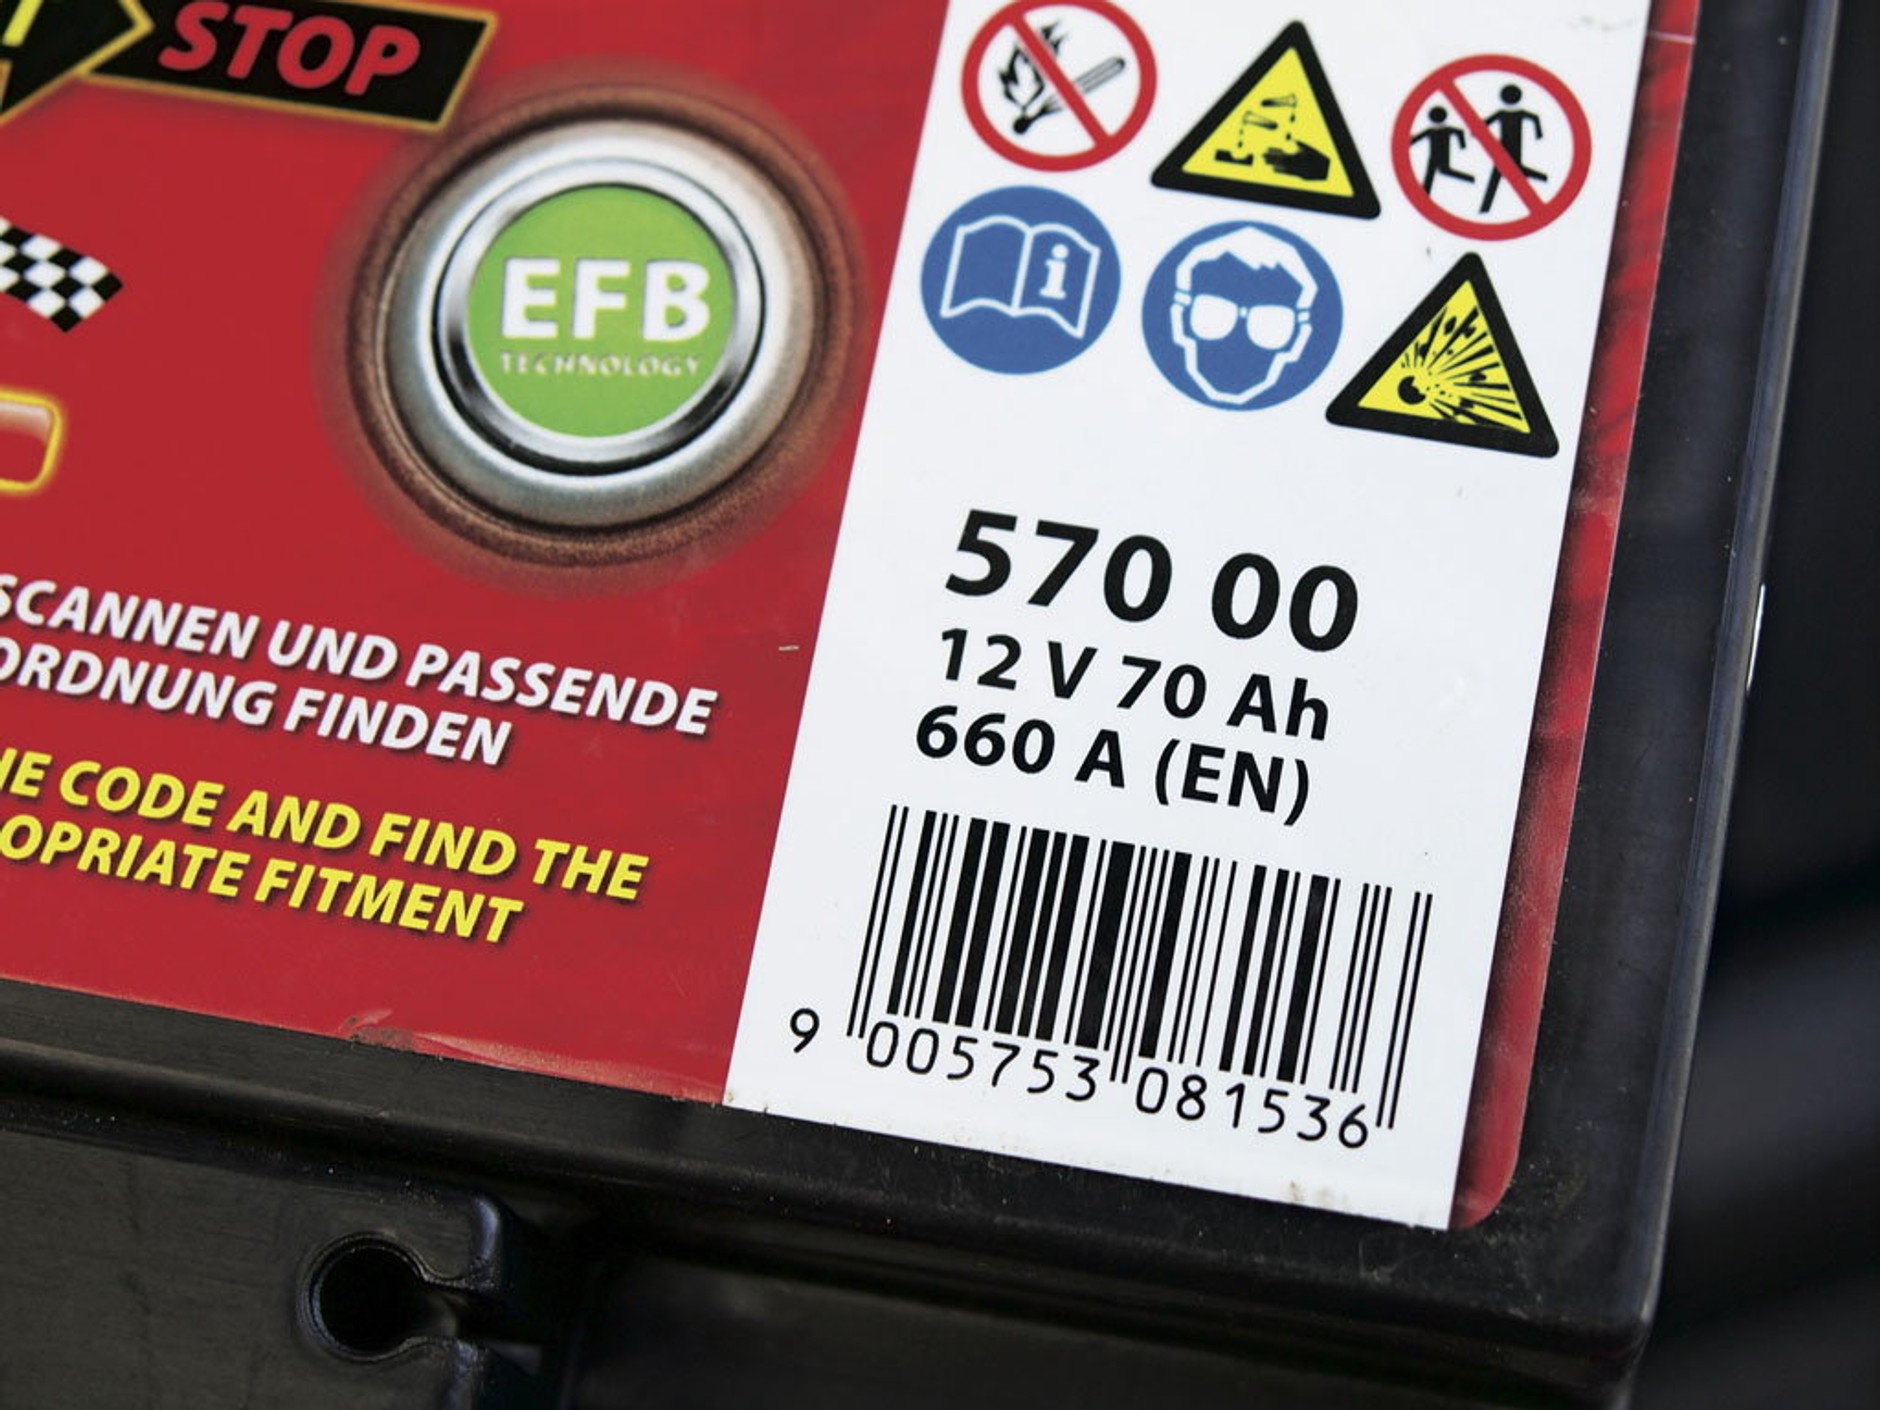 STOP
EFB
TECHNOLOGY
SCANNEN UND PASSENDE
ORDNUNG FINDEN
HE CODE AND FIND THE
OPRIATE FITMENT
570 00
12 V 70 Ah
660 A (EN)
9 005753 081536